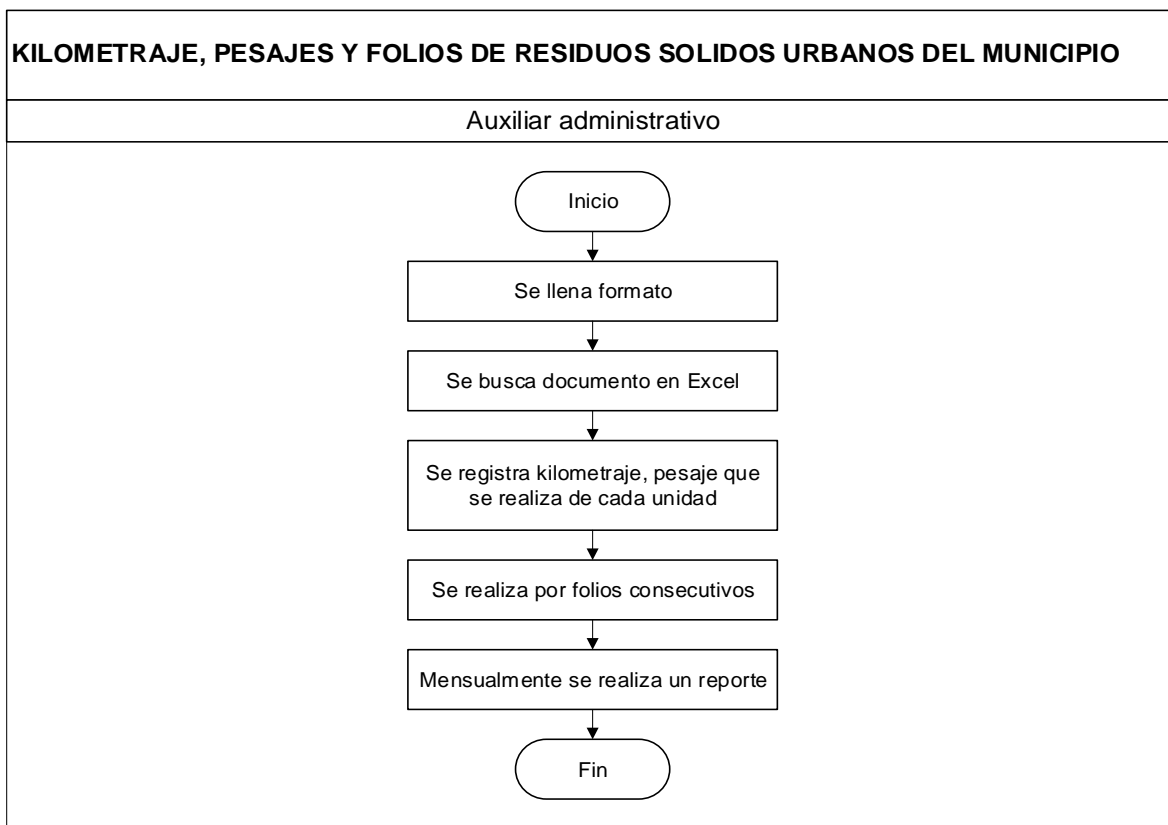 KILOMETRAJE, PESAJES Y FOLIOS DE RESIDUOS SOLIDOS URBANOS DEL MUNICIPIO
Auxiliar administrativo
Inicio
Se llena formato
Se busca documento en Excel
Se registra kilometraje, pesaje que
se realiza de cada unidad
Se realiza por folios consecutivos
Mensualmente se realiza un reporte
Fin